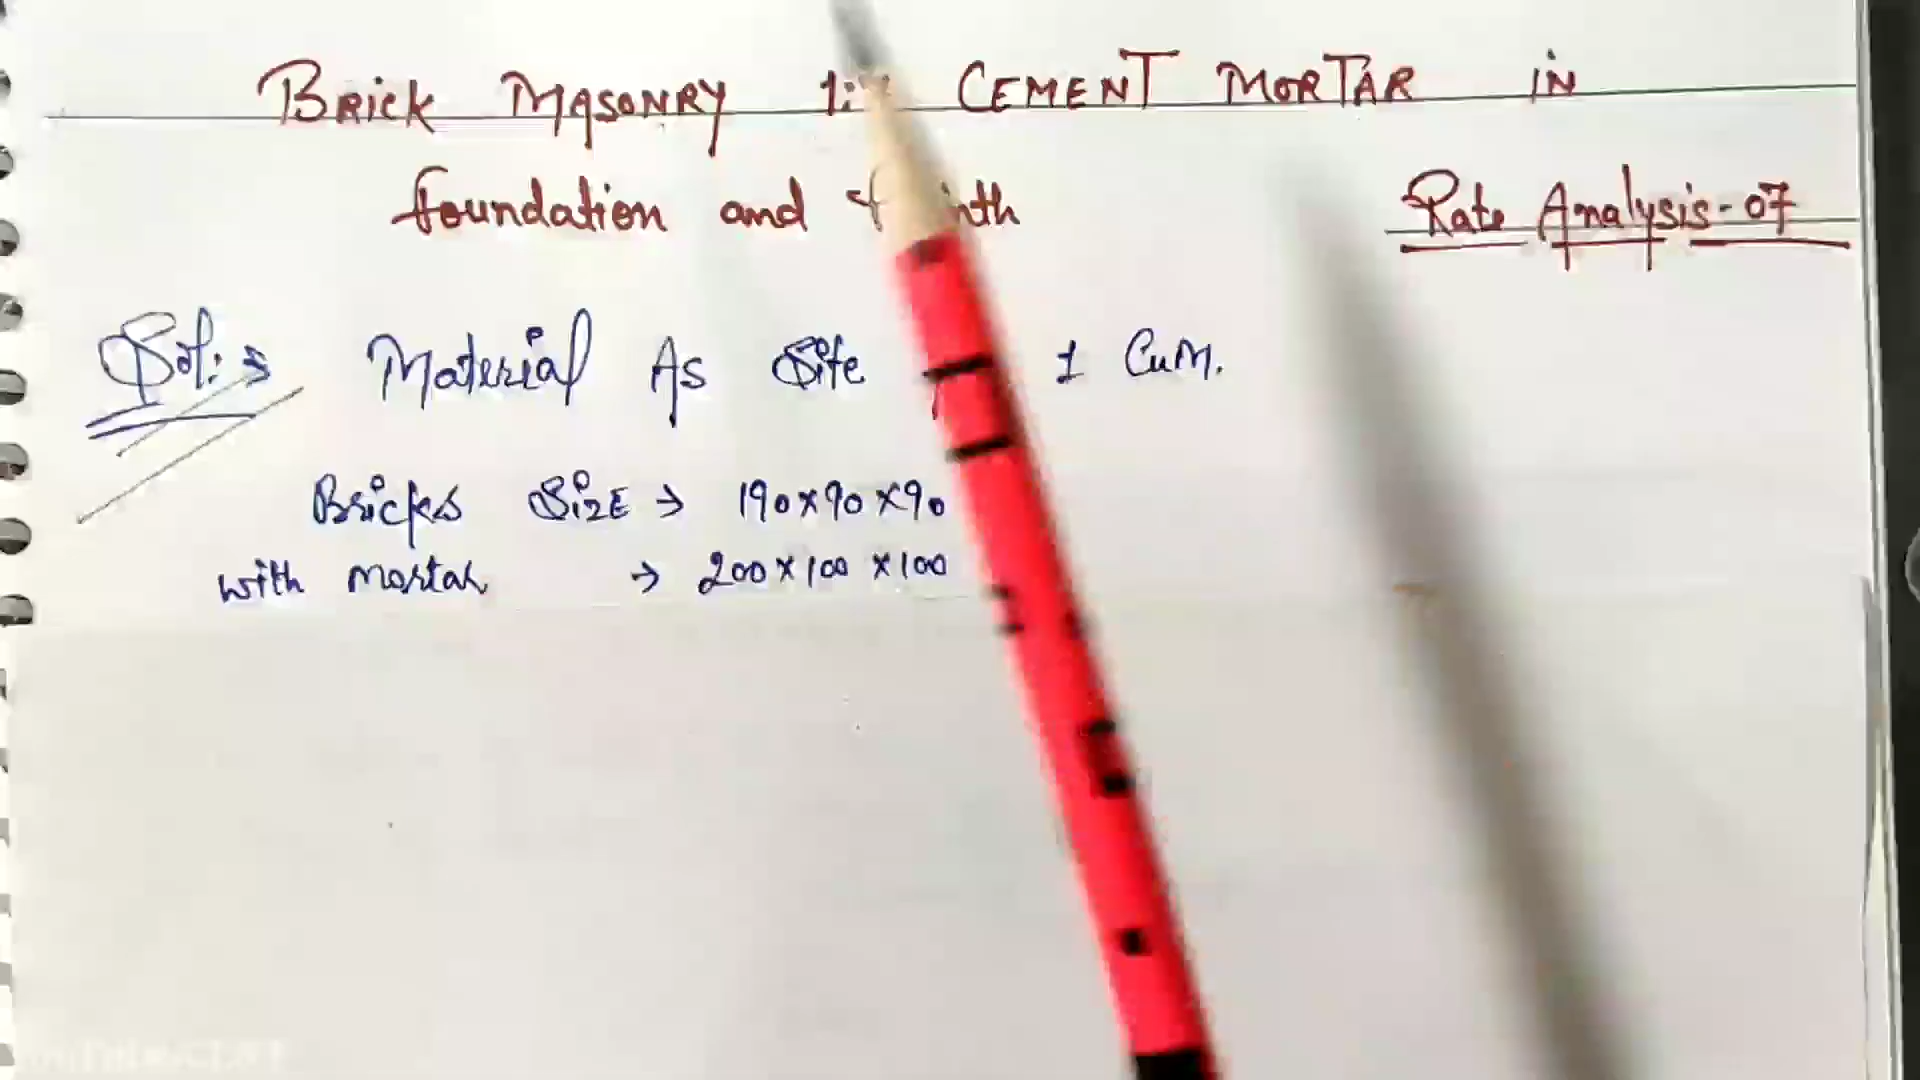 BRICK MASONRY CEMENT MORTAR IN
foundation and
Rate Analysis-07
Sol:
Material As Site 1 CuM.
Bricks SIZE → 190×90×90
with mortar → 200×100×100